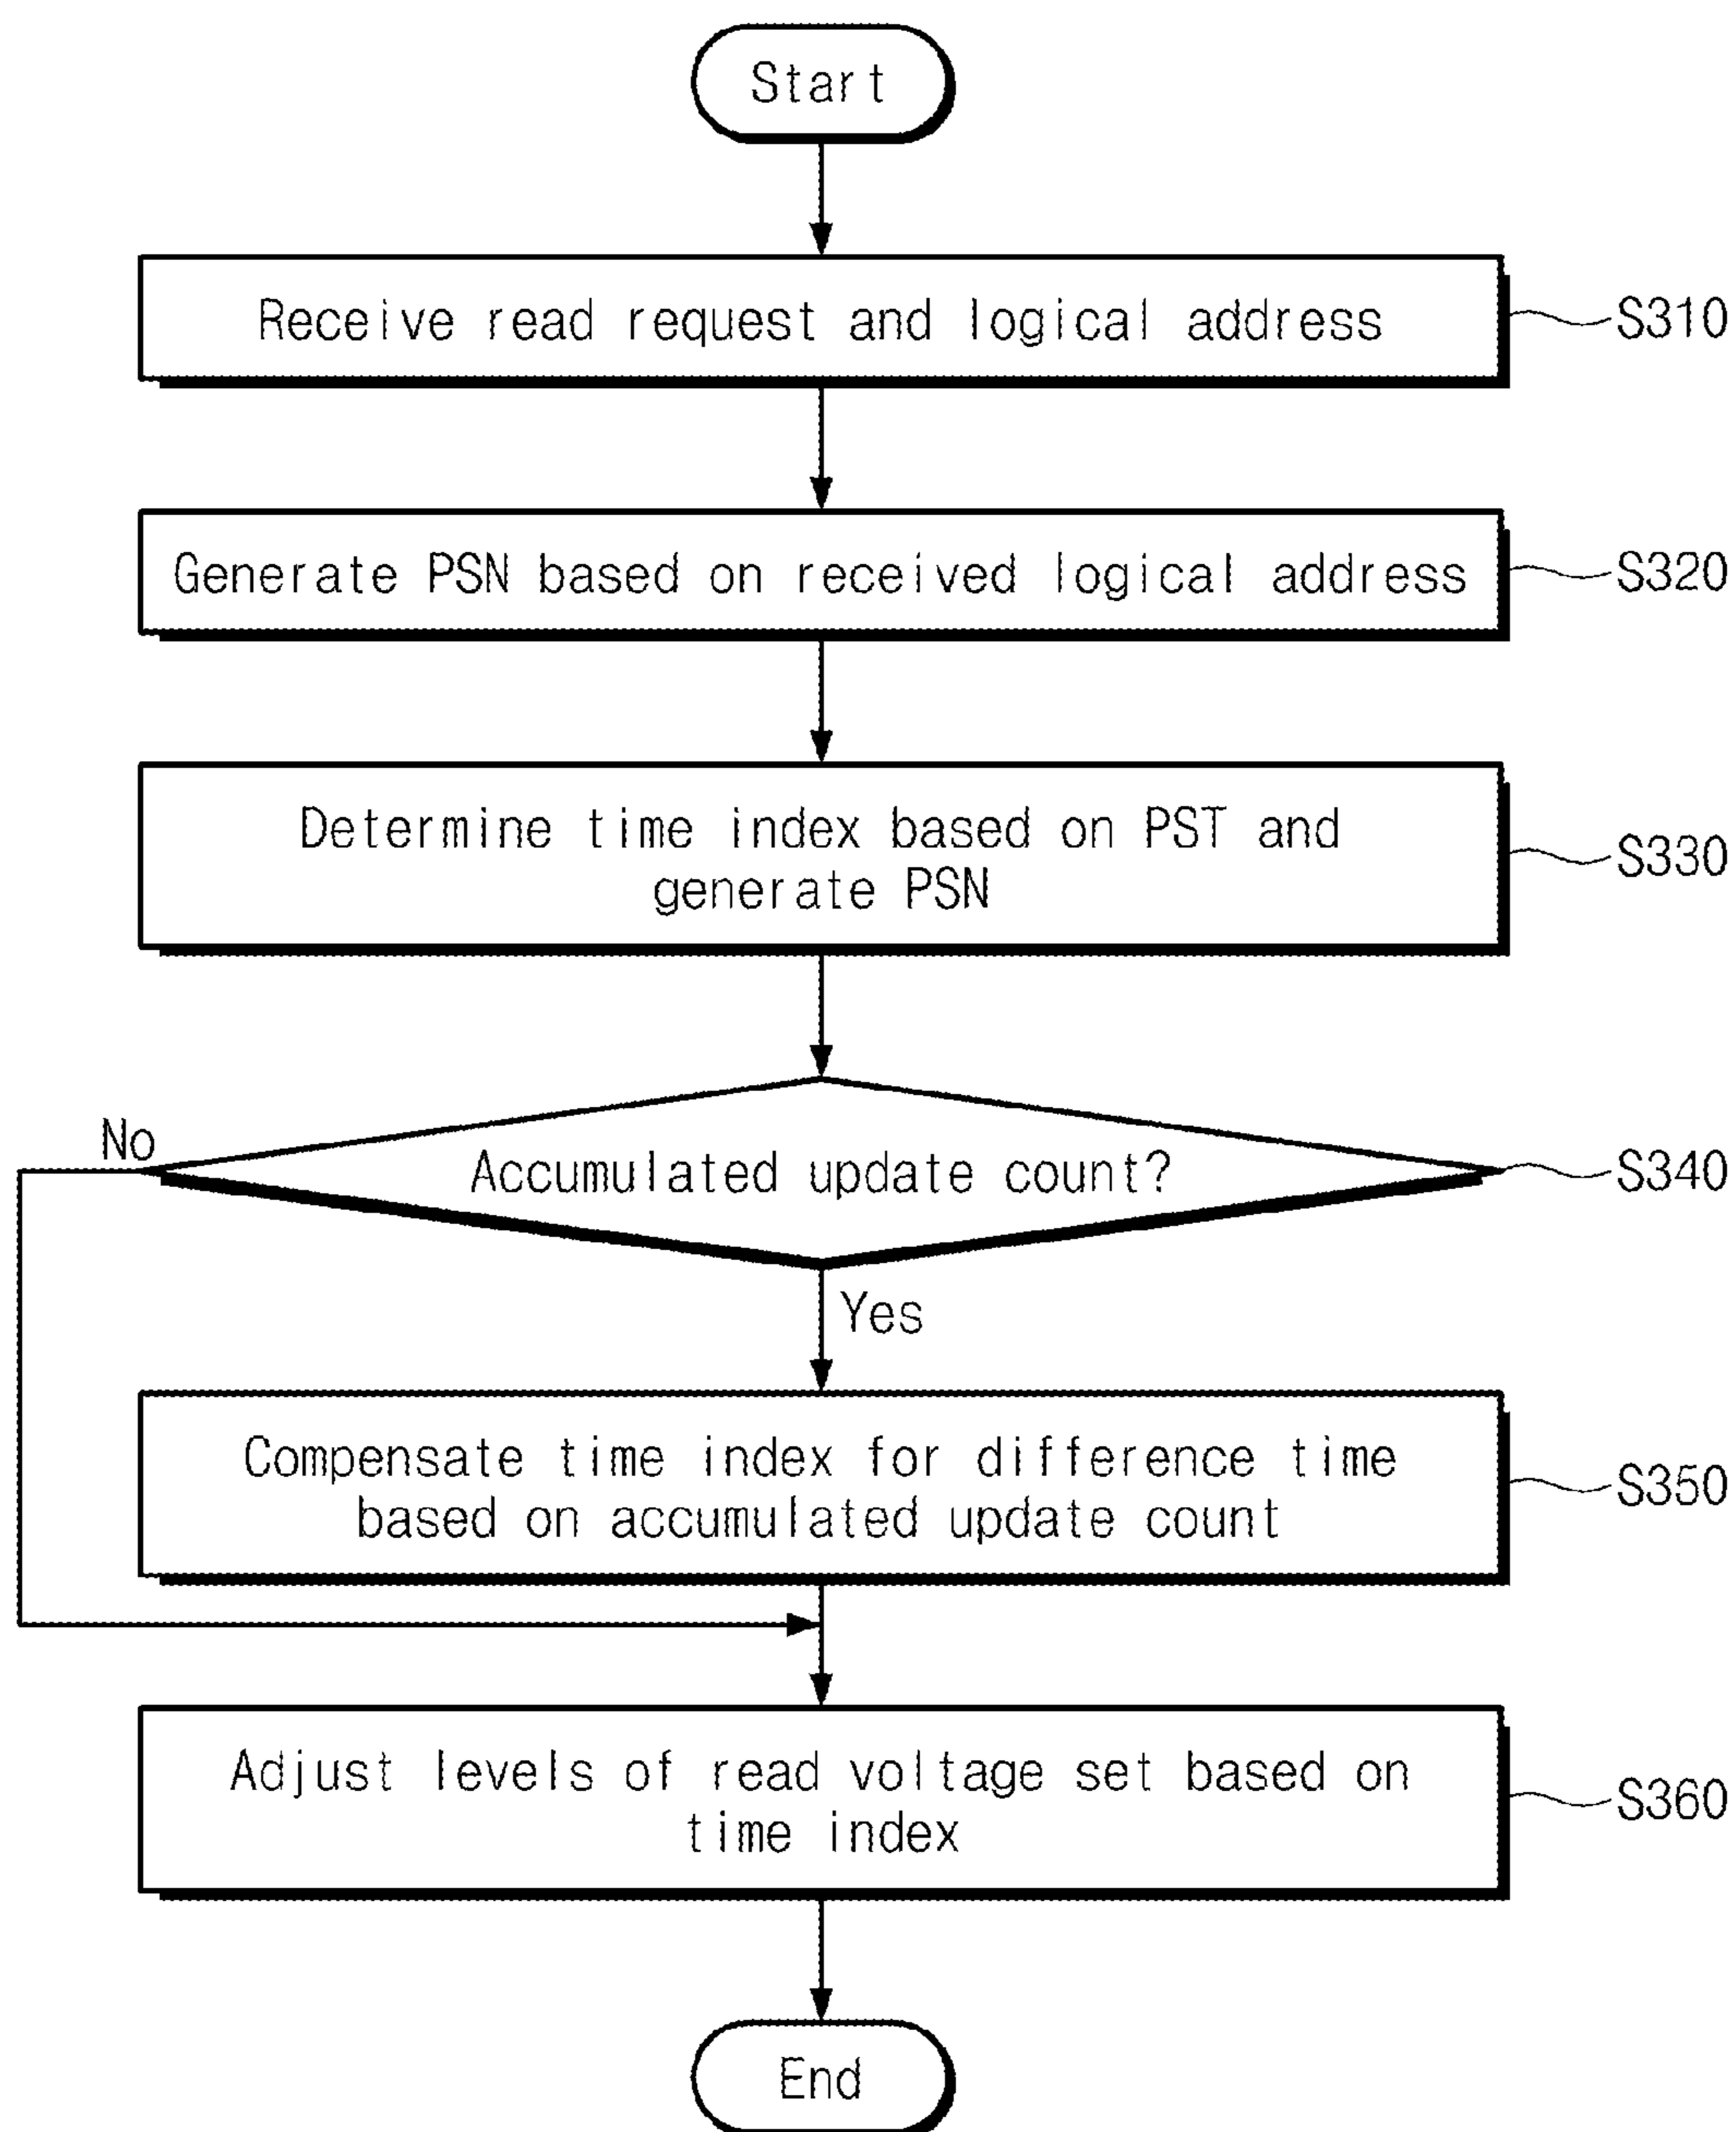 Start
Receive read request and logical address
S310
Generate PSN based on received logical address
S320
Determine time index based on PST and
generate PSN
S330
No
Accumulated update count?
S340
Yes
Compensate time index for difference time
based on accumulated update count
S350
Adjust levels of read voltage set based on
time index
S360
End